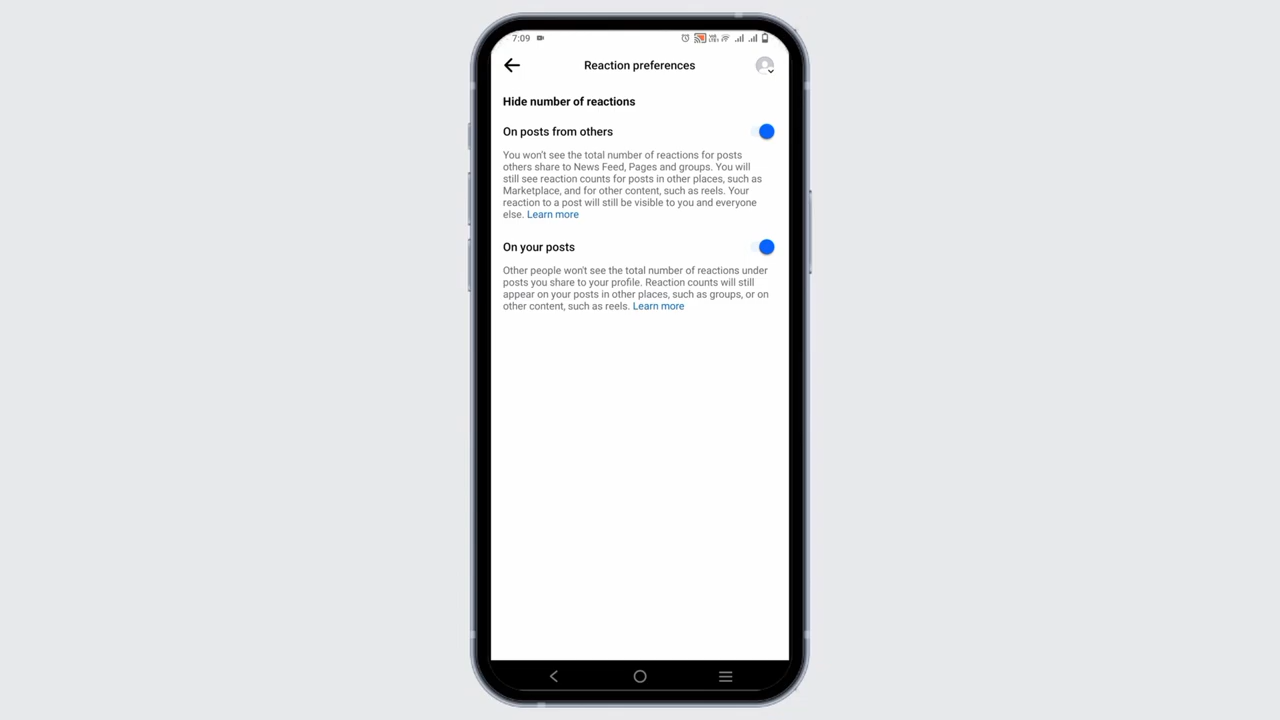 7:09
Reaction preferences
Hide number of reactions
On posts from others
You won't see the total number of reactions for posts
others share to News Feed, Pages and groups. You will
still see reaction counts for posts in other places, such as
Marketplace, and for other content, such as reels. Your
reaction to a post will still be visible to you and everyone
else. Learn more
On your posts
Other people won't see the total number of reactions under
posts you share to your profile. Reaction counts will still
appear on your posts in other places, such as groups, or on
other content, such as reels. Learn more